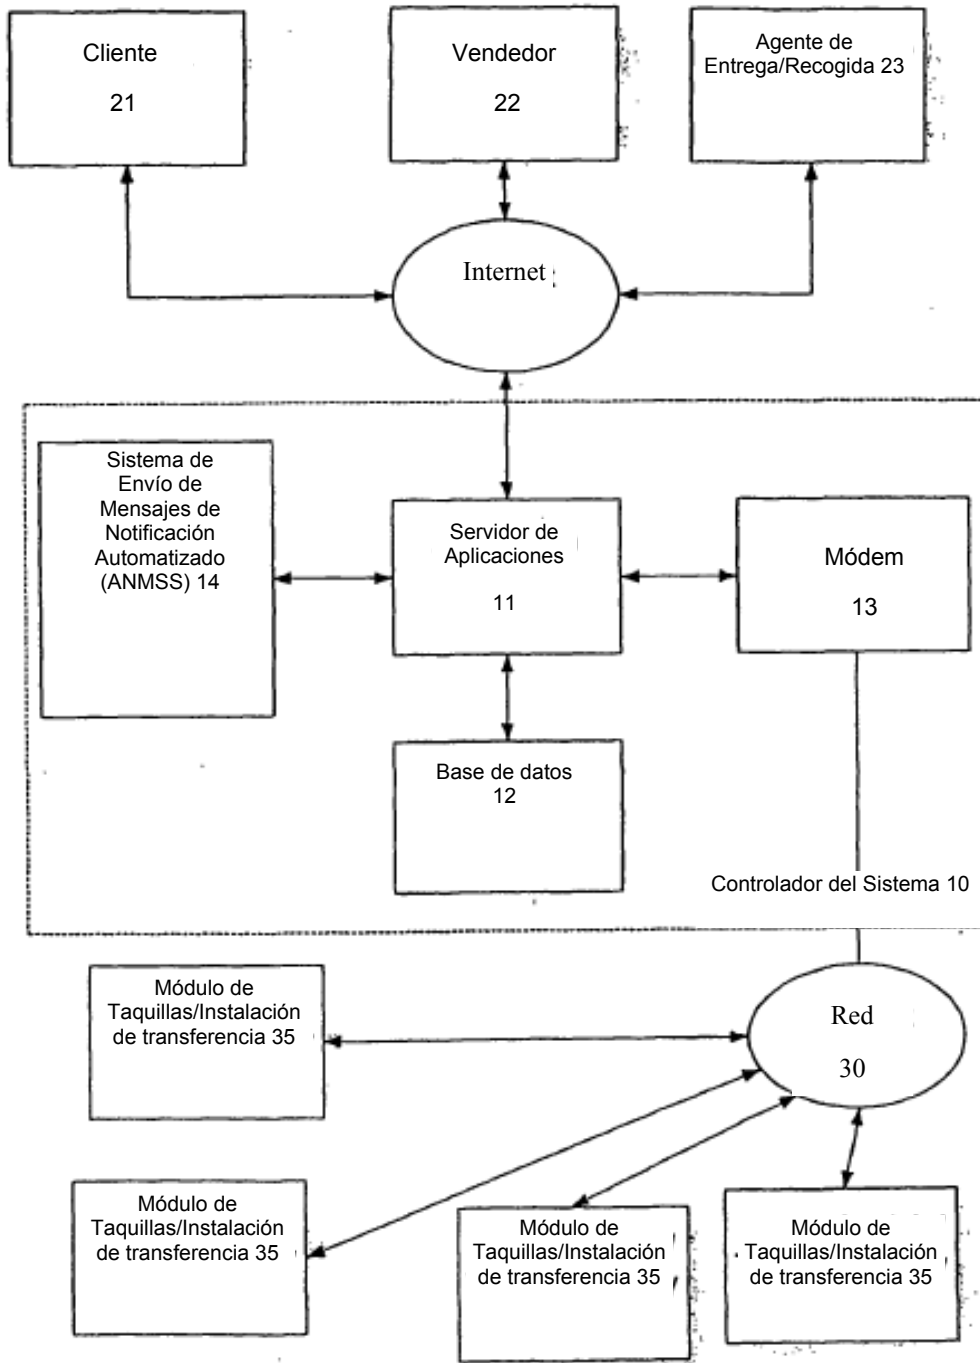 Cliente
21
Vendedor
22
Agente de
Entrega/Recogida 23
Internet
Sistema de
Envío de
Mensajes de
Notificación
Automatizado
(ANMSS) 14
Servidor de
Aplicaciones
11
Módem
13
Base de datos
12
Controlador del Sistema 10
Red
30
Módulo de
Taquillas/Instalación
de transferencia 35
Módulo de
Taquillas/Instalación
de transferencia 35
Módulo de
Taquillas/Instalación
de transferencia 35
Módulo de
Taquillas/Instalación
de transferencia 35